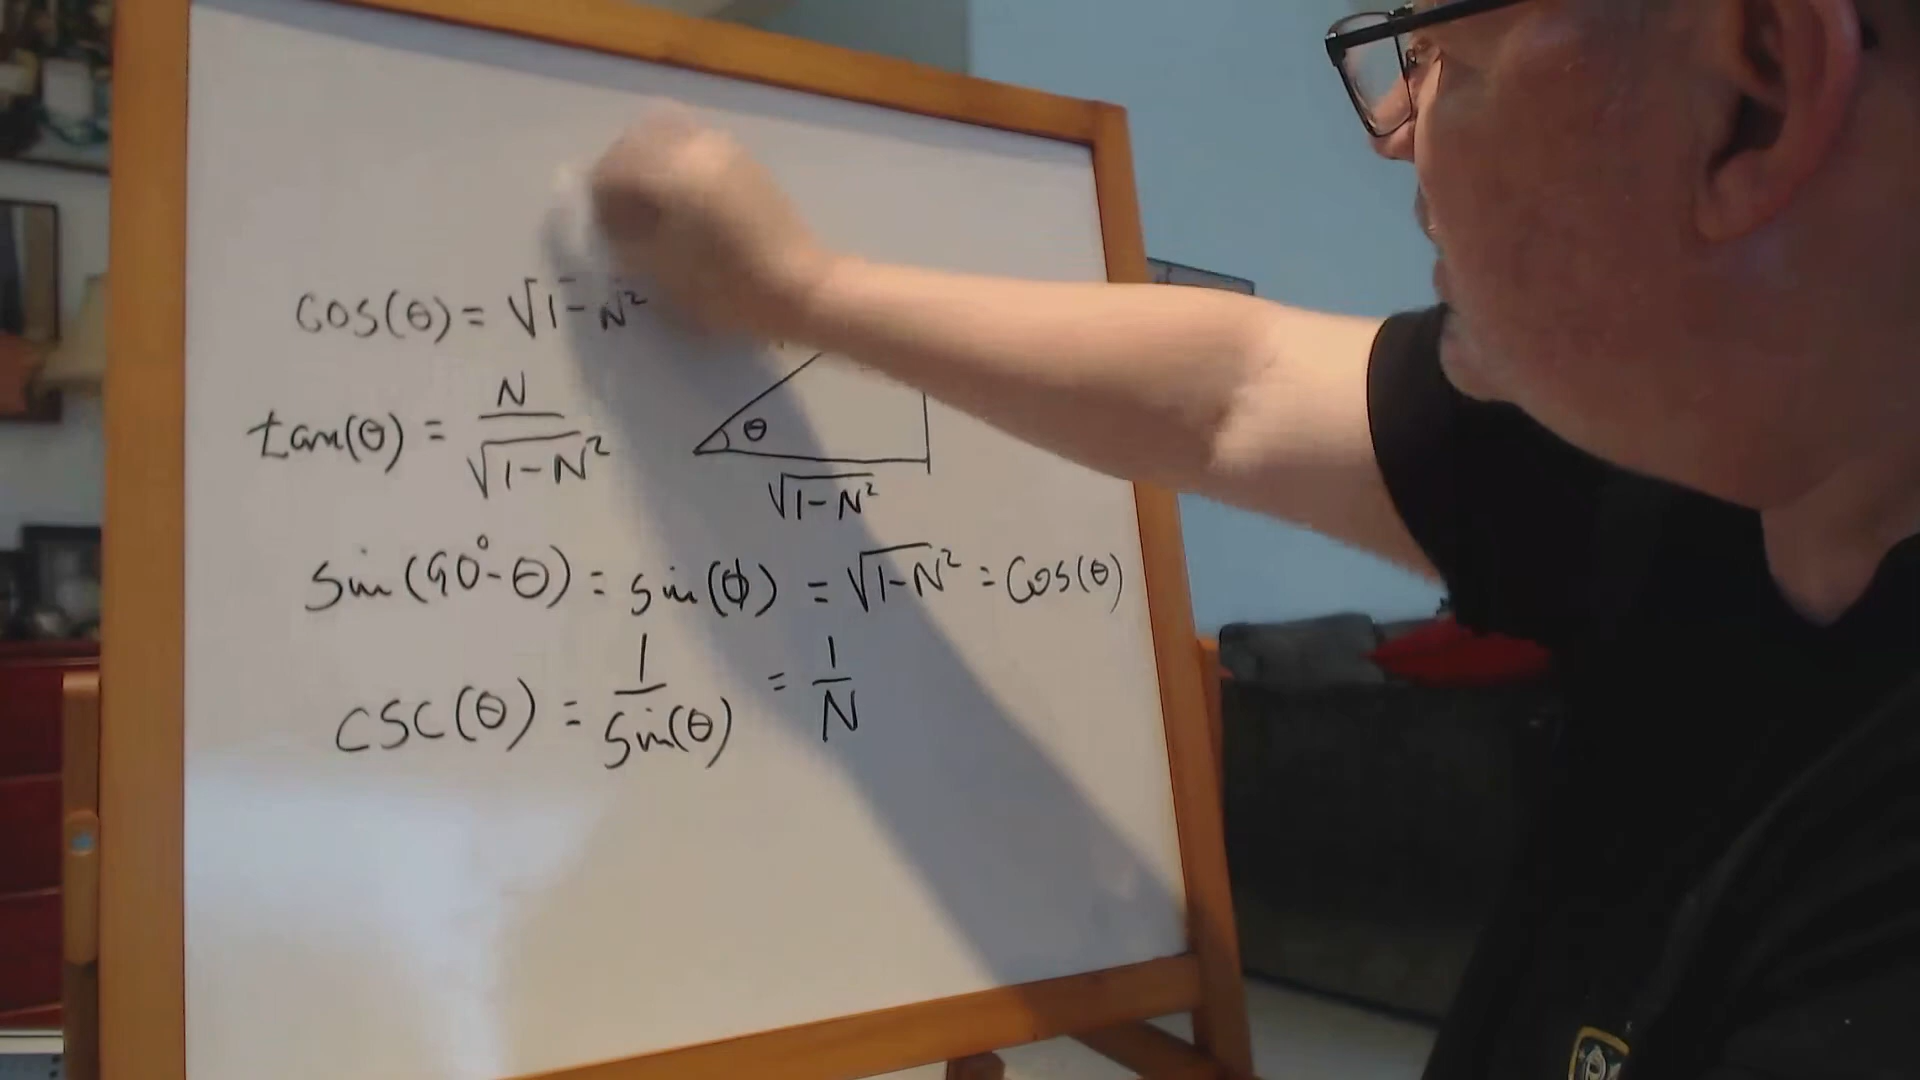 cos(θ) = √1-N²
tan(θ) = N/√1-N²
θ
√1-N²
sin(90°-θ) = sin(ϕ) = √1-N² = cos(θ)
csc(θ) = 1/sin(θ) = 1/N